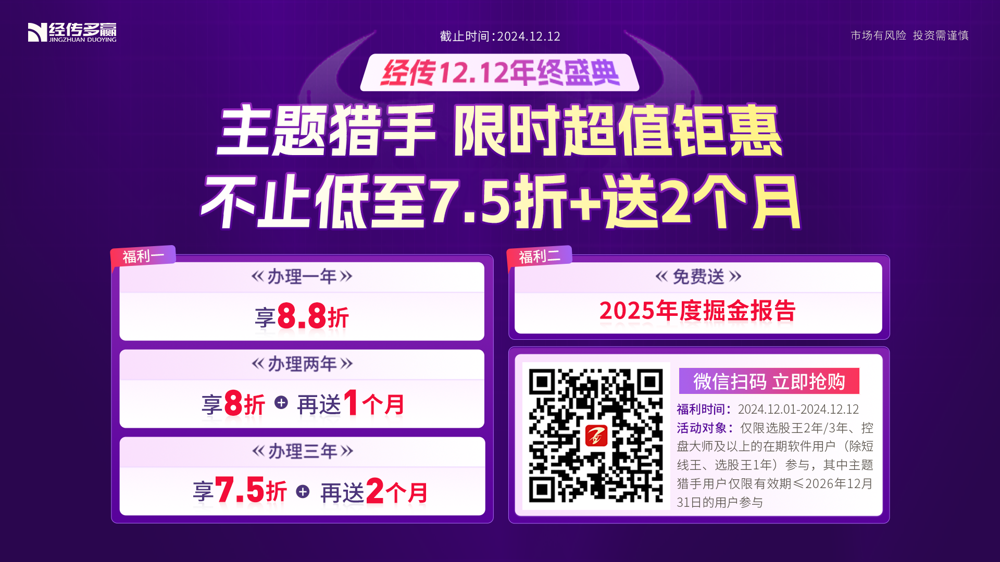 经传多赢
JINGZHUAN DUOYING
截止时间:2024.12.12
市场有风险 投资需谨慎
经传12.12年终盛典
主题猎手 限时超值钜惠
不止低至7.5折+送2个月
福利一
《办理一年》
享8.8折
《办理两年》
享8折 + 再送1个月
《办理三年》
享7.5折 + 再送2个月
福利二
《免费送》
2025年度掘金报告
微信扫码 立即抢购
福利时间：2024.12.01-2024.12.12
活动对象：仅限选股王2年/3年、控
盘大师及以上的在期软件用户（除短
线王、选股王1年）参与，其中主题
猎手用户仅限有效期≤2026年12月
31日的用户参与